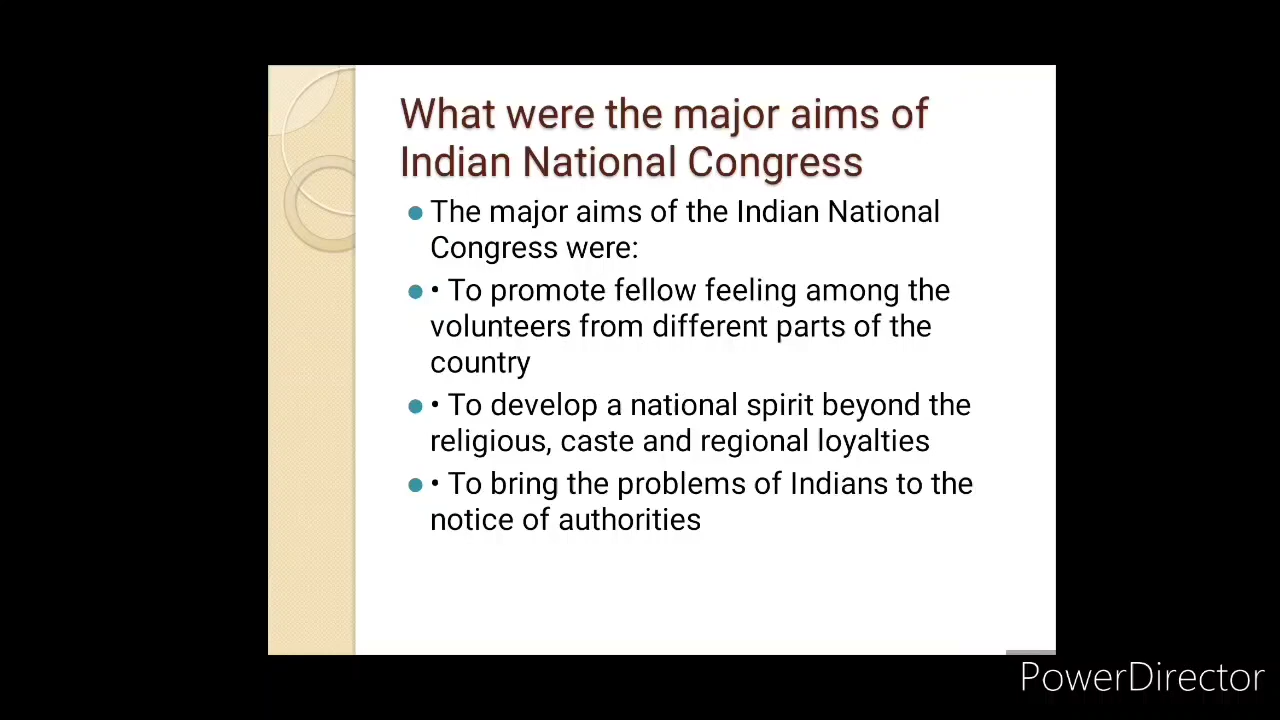 What were the major aims of
Indian National Congress
The major aims of the Indian National
Congress were:
• To promote fellow feeling among the
volunteers from different parts of the
country
• To develop a national spirit beyond the
religious, caste and regional loyalties
• To bring the problems of Indians to the
notice of authorities
PowerDirector